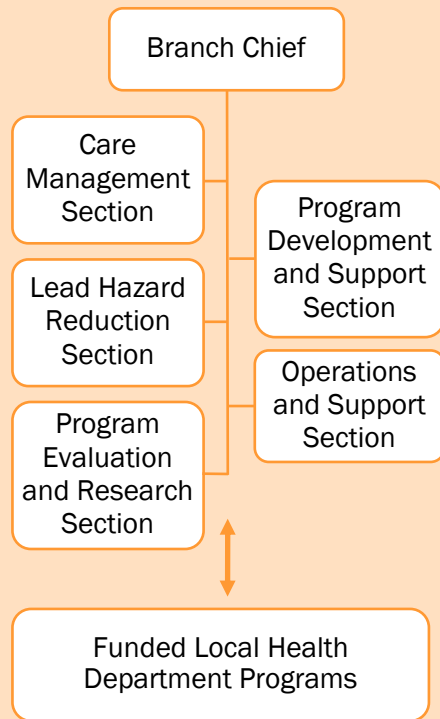 Branch Chief
Care
Management
Section
Program
Development
and Support
Section
Lead Hazard
Reduction
Section
Operations
and Support
Section
Program
Evaluation
and Research
Section
Funded Local Health
Department Programs